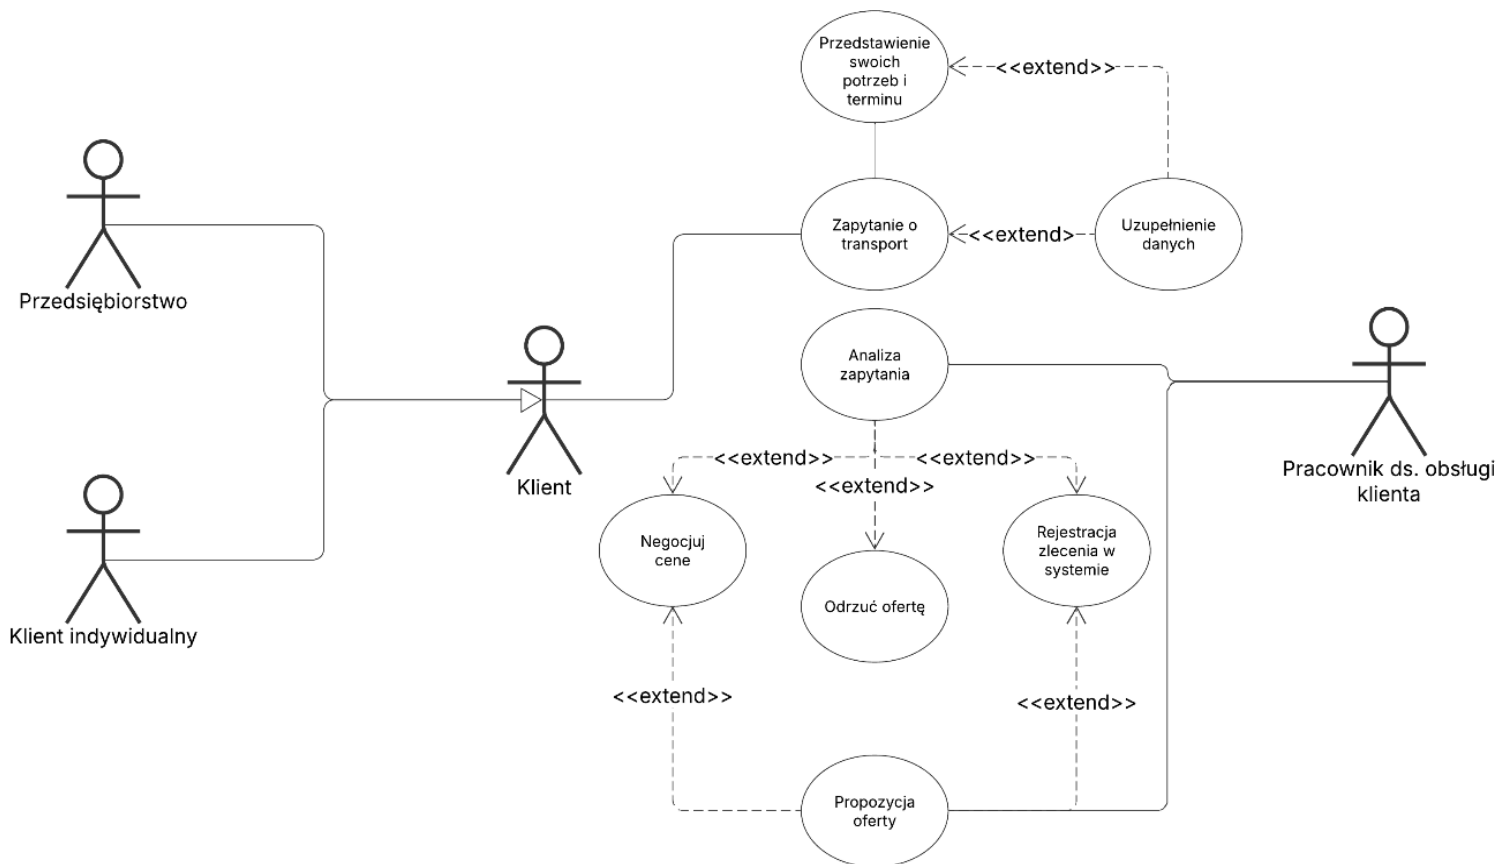 Przedstawienie
swoich
potrzeb i
terminu
<<extend>>
Przedsiębiorstwo
Zapytanie o
transport
<<extend>
Uzupełnienie
danych
Klient
Analiza
zapytania
Pracownik ds. obsługi
klienta
<<extend>>
<<extend>>
<<extend>>
Klient indywidualny
Negocjuj
cene
Odrzuć ofertę
Rejestracja
zlecenia w
systemie
<<extend>>
<<extend>>
Propozycja
oferty